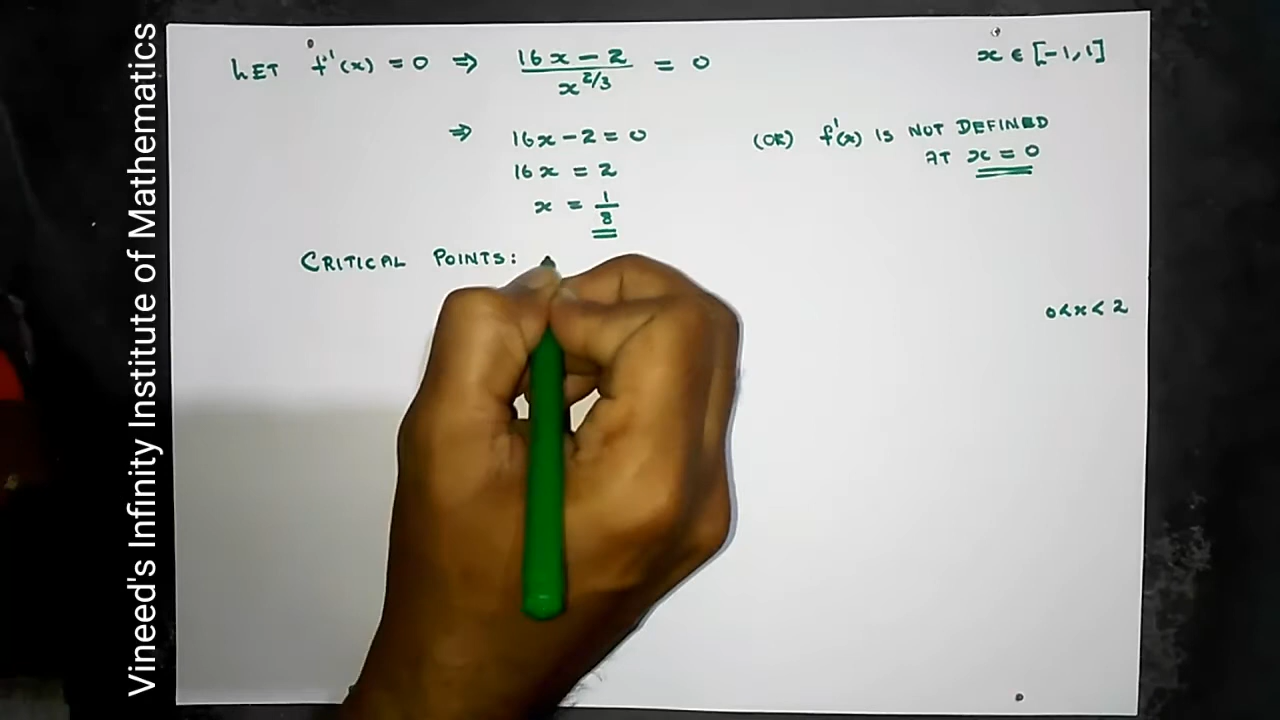 Vineed's Infinity Institute of Mathematics
LET f'(x) = 0 ⇒ (16x - 2)/x^(2/3) = 0
x ∈ [-1,1]
⇒ 16x - 2 = 0
(OR) f'(x) IS NOT DEFINED
AT x = 0
16x = 2
x = 1/8
CRITICAL POINTS:
0<x<2